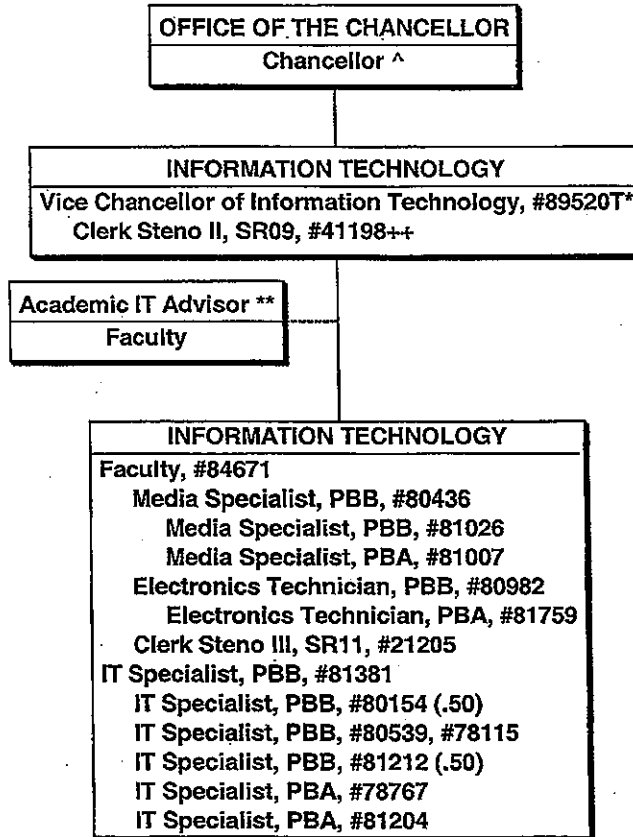 OFFICE OF THE CHANCELLOR
Chancellor ^
INFORMATION TECHNOLOGY
Vice Chancellor of Information Technology, #89520T*
Clerk Steno II, SR09, #41198++
Academic IT Advisor **
Faculty
INFORMATION TECHNOLOGY
Faculty, #84671
Media Specialist, PBB, #80436
Media Specialist, PBB, #81026
Media Specialist, PBA, #81007
Electronics Technician, PBB, #80982
Electronics Technician, PBA, #81759
Clerk Steno III, SR11, #21205
IT Specialist, PBB, #81381
IT Specialist, PBB, #80154 (.50)
IT Specialist, PBB, #80539, #78115
IT Specialist, PBB, #81212 (.50)
IT Specialist, PBA, #78767
IT Specialist, PBA, #81204